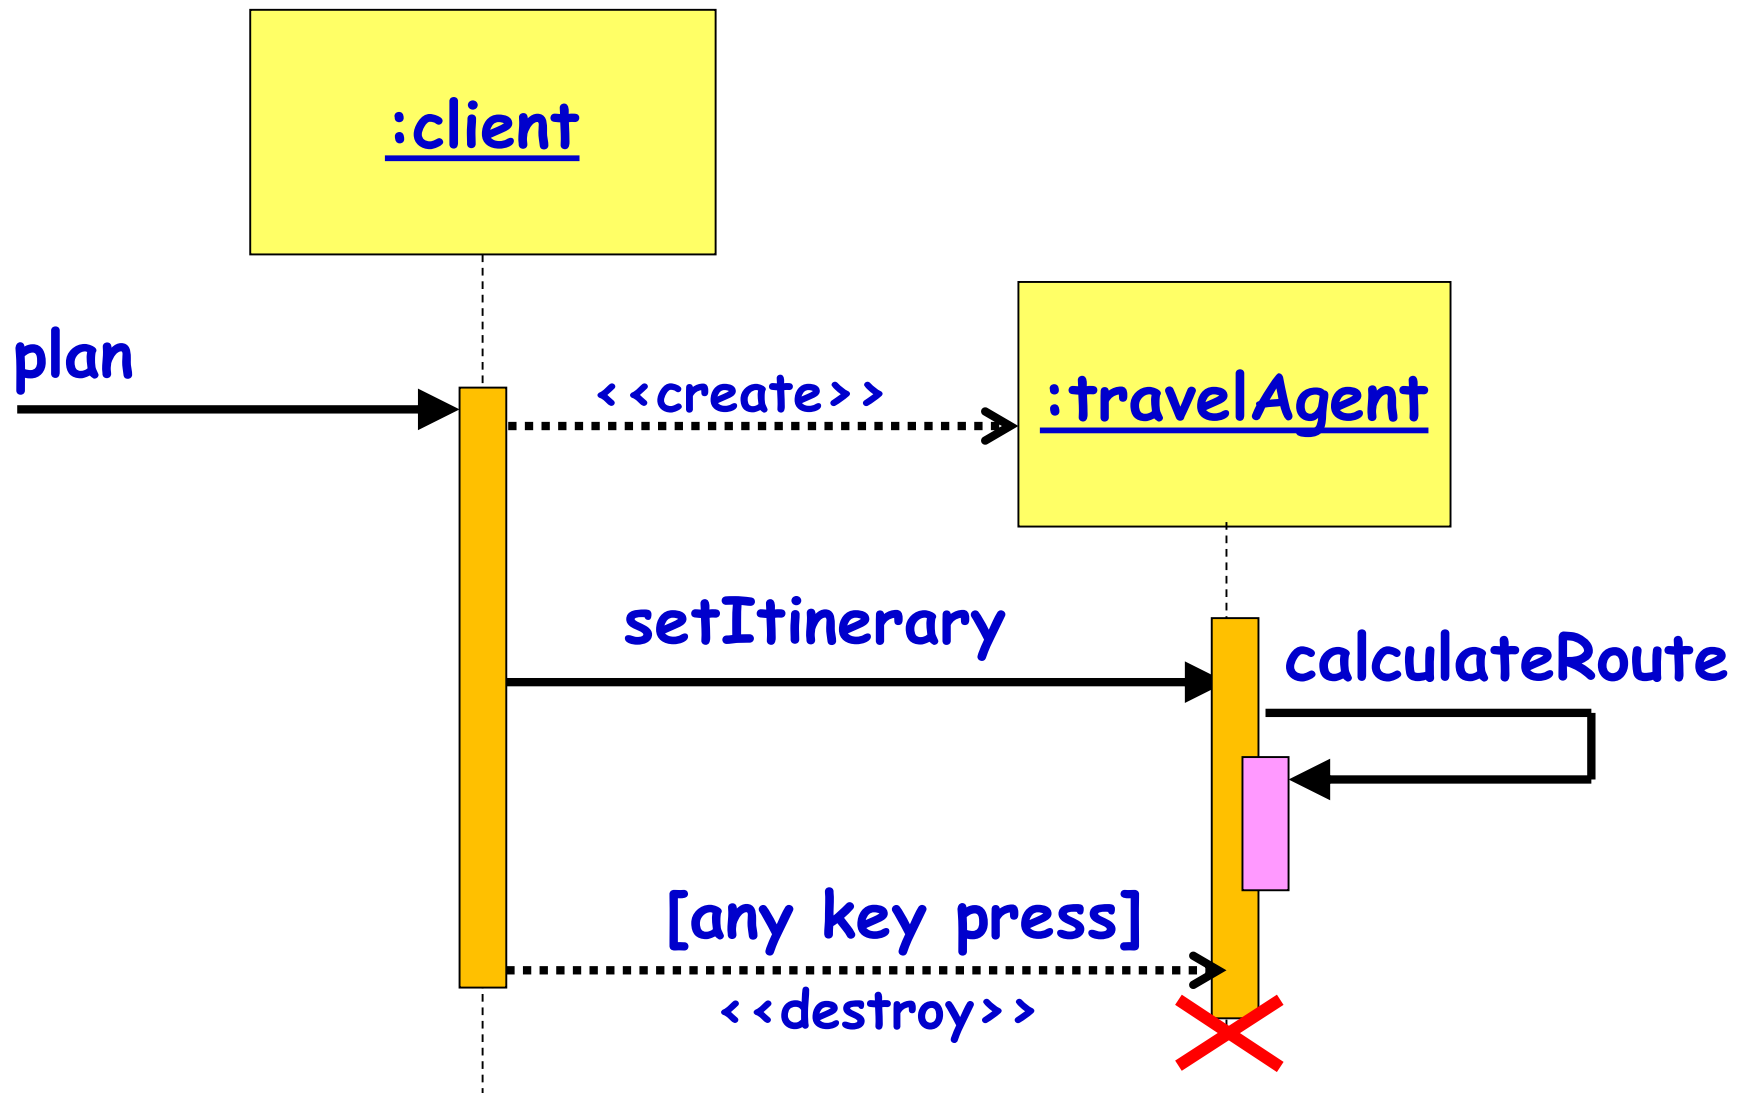 :client
plan
<<create>>
:travelAgent
setItinerary
calculateRoute
[any key press]
<<destroy>>